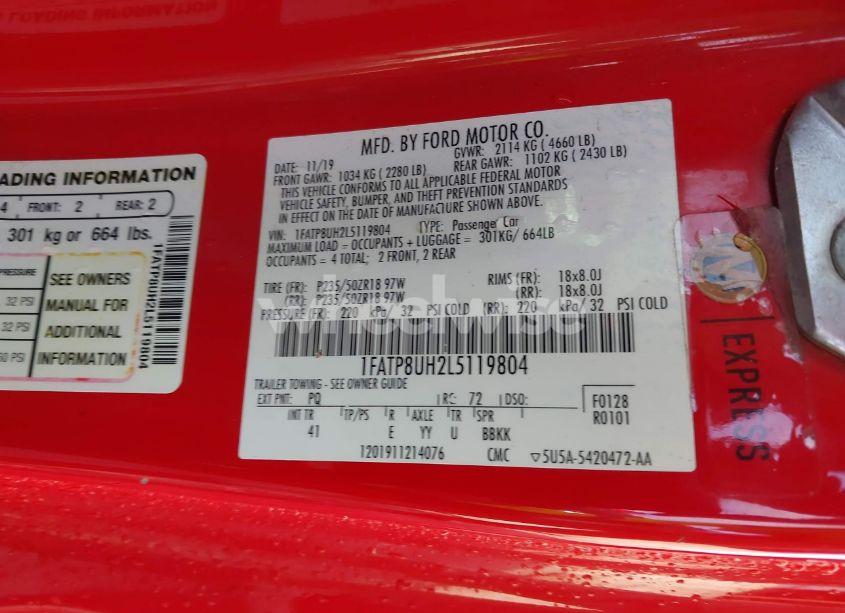 LOADING INFORMATION
MFD. BY FORD MOTOR CO.
DATE: 11/19 GVWR: 2114 KG ( 4660 LB)
FRONT GAWR: 1034 KG ( 2280 LB) REAR GAWR: 1102 KG ( 2430 LB)
THIS VEHICLE CONFORMS TO ALL APPLICABLE FEDERAL MOTOR
VEHICLE SAFETY, BUMPER, AND THEFT PREVENTION STANDARDS
IN EFFECT ON THE DATE OF MANUFACTURE SHOWN ABOVE.
VIN: 1FATP8UH2L5119804 TYPE: Passenger Car
MAXIMUM LOAD = OCCUPANTS + LUGGAGE = 301KG/ 664LB
OCCUPANTS = 4 TOTAL; 2 FRONT, 2 REAR
TIRE (FR): P235/50ZR18 97W RIMS (FR): 18x8.0J
(RR): P235/50ZR18 97W (RR): 18x8.0J
PRESSURE (FR): 220 kPa/ 32 PSI COLD (RR): 220 kPa/ 32 PSI COLD
1FATP8UH2L5119804
TRAILER TOWING - SEE OWNER GUIDE
EXT PNT: PQ RC: 72 DSO: F0128
R0101
INT TR TP/PS R AXLE TR SPR
41 E YY U BBKK
1201911214076 CMC ▽5U5A-5420472-AA
ADING INFORMATION
4 FRONT: 2 REAR: 2
301 kg or 664 lbs.
PRESSURE
32 PSI
32 PSI
60 PSI
SEE OWNERS
MANUAL FOR
ADDITIONAL
INFORMATION
1FATP8UH2L5119804
EXPRESS
wheelwise